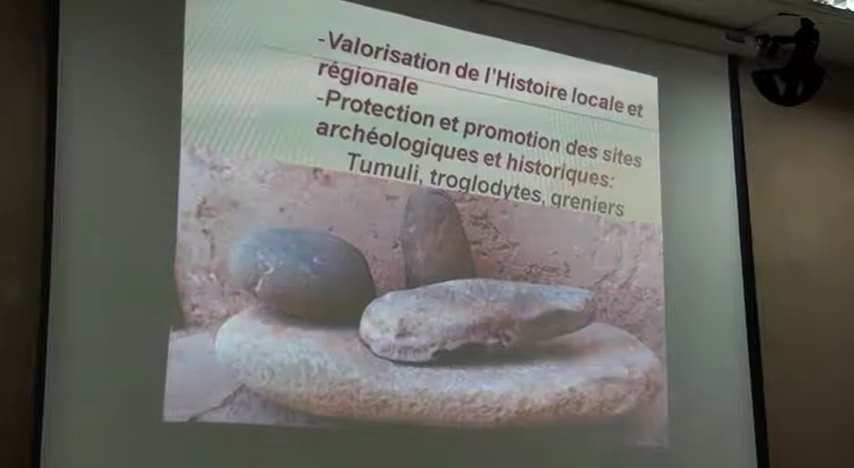 -Valorisation de l'Histoire locale et
régionale
-Protection et promotion des sites
archéologiques et historiques:
Tumuli, troglodytes, greniers